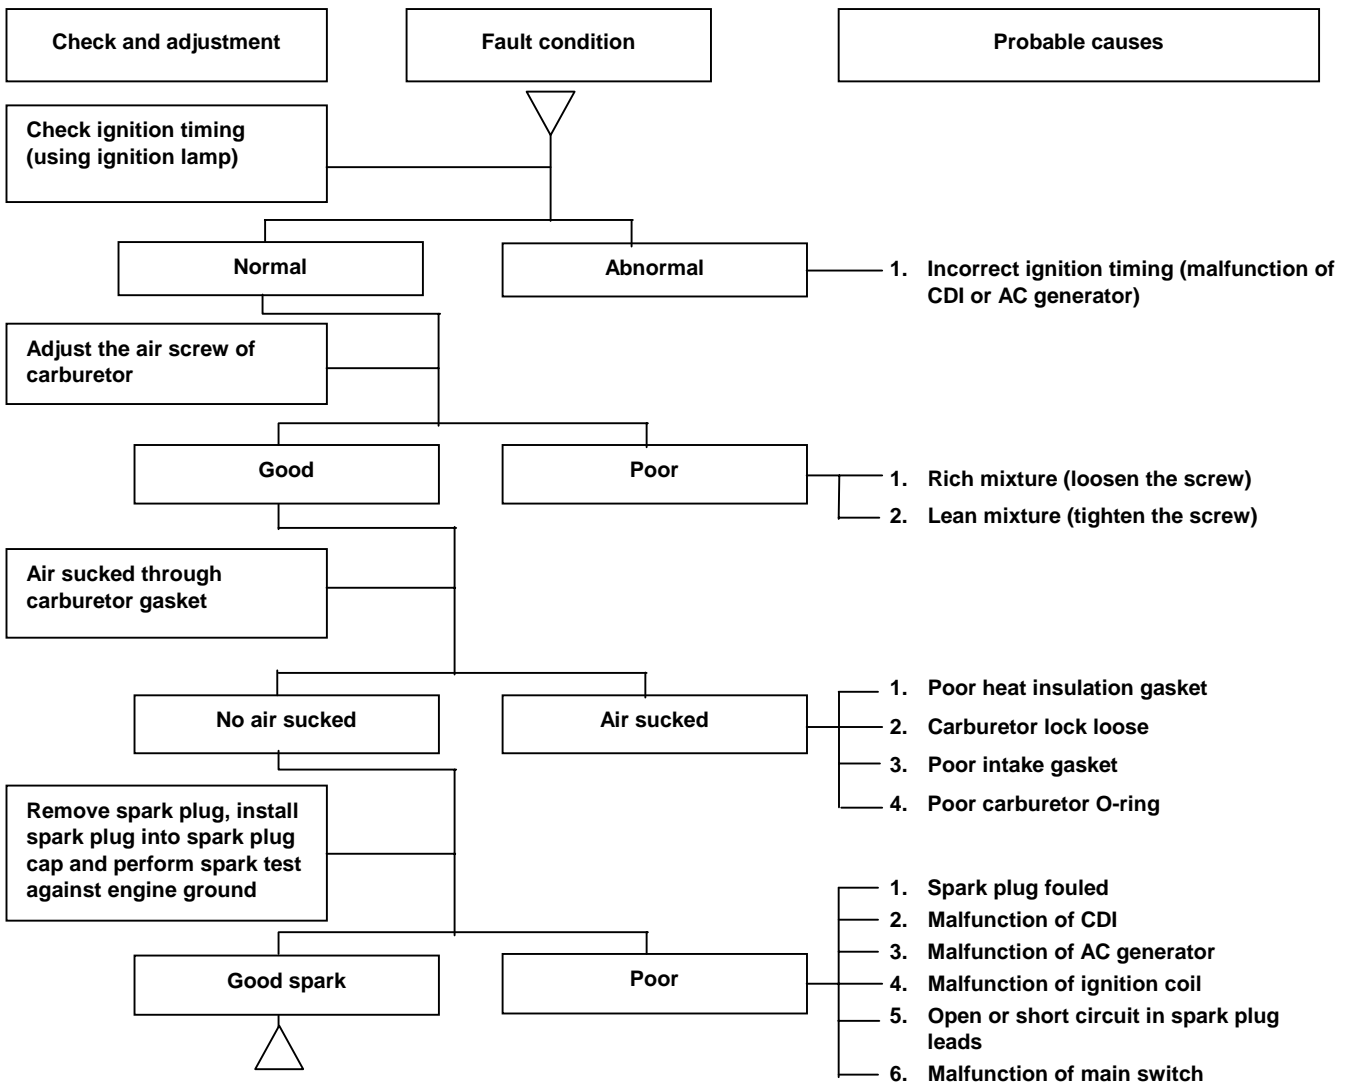 Check and adjustment
Fault condition
Probable causes
Check ignition timing
(using ignition lamp)
Normal
Abnormal
1. Incorrect ignition timing (malfunction of
CDI or AC generator)
Adjust the air screw of
carburetor
Good
Poor
1. Rich mixture (loosen the screw)
2. Lean mixture (tighten the screw)
Air sucked through
carburetor gasket
No air sucked
Air sucked
1. Poor heat insulation gasket
2. Carburetor lock loose
3. Poor intake gasket
4. Poor carburetor O-ring
Remove spark plug, install
spark plug into spark plug
cap and perform spark test
against engine ground
Good spark
Poor
1. Spark plug fouled
2. Malfunction of CDI
3. Malfunction of AC generator
4. Malfunction of ignition coil
5. Open or short circuit in spark plug
leads
6. Malfunction of main switch